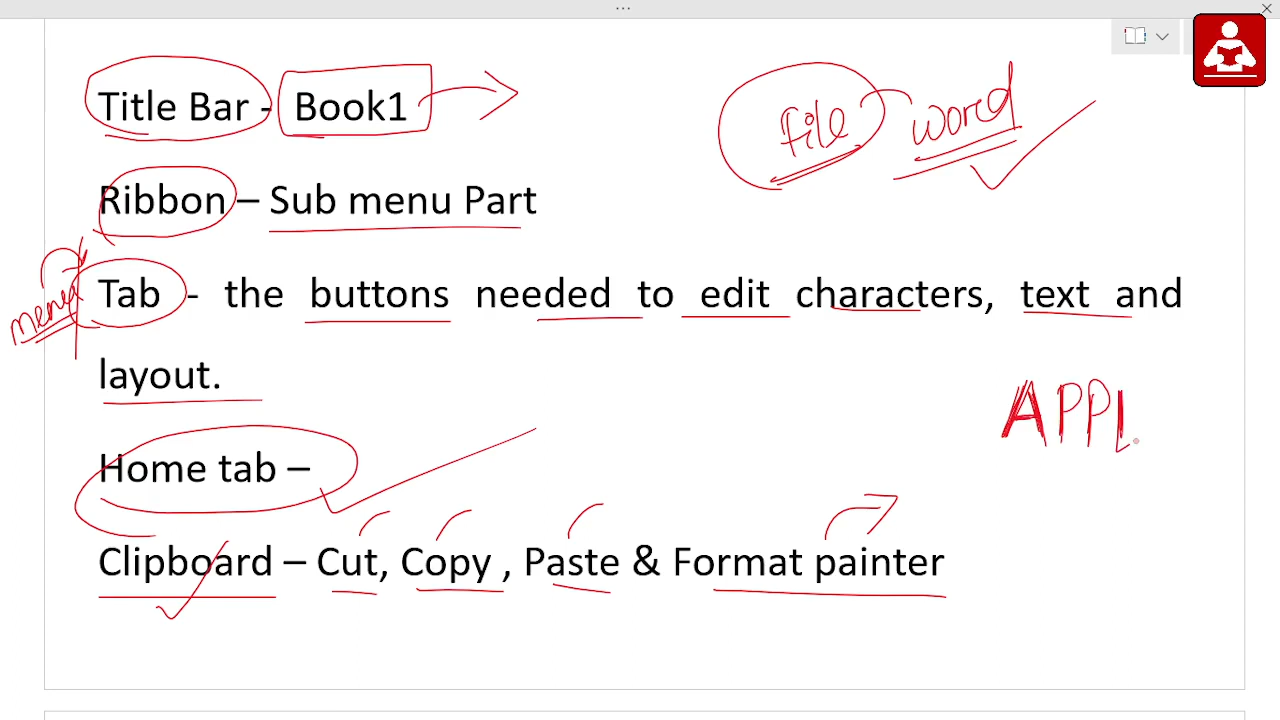 Title Bar - Book1
file word
Ribbon – Sub menu Part
menu
Tab - the buttons needed to edit characters, text and
layout.
APPL
Home tab –
Clipboard – Cut, Copy , Paste & Format painter